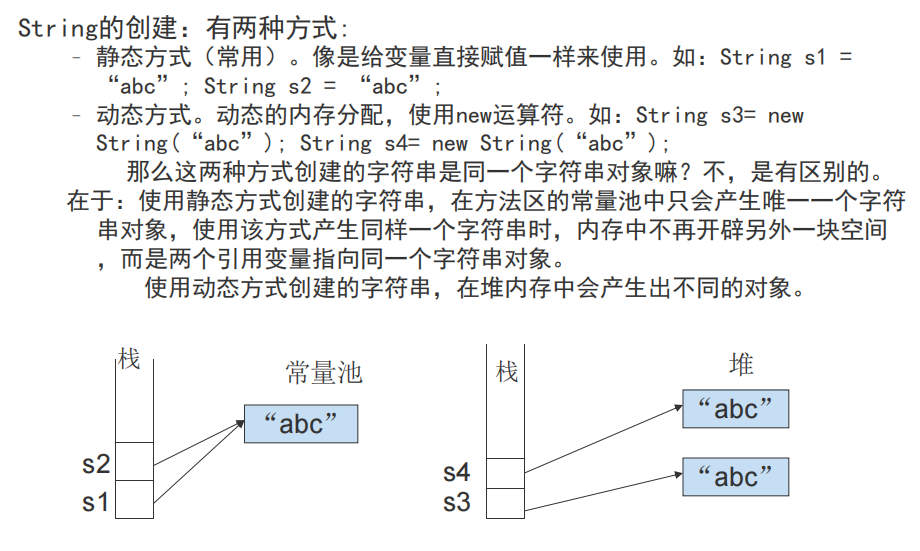 String的创建：有两种方式:
– 静态方式（常用）。像是给变量直接赋值一样来使用。如：String s1 =
“abc”; String s2 = “abc”;
– 动态方式。动态的内存分配，使用new运算符。如：String s3= new
String(“abc”); String s4= new String(“abc”);
那么这两种方式创建的字符串是同一个字符串对象嘛？不，是有区别的。
在于：使用静态方式创建的字符串，在方法区的常量池中只会产生唯一一个字符
串对象，使用该方式产生同样一个字符串时，内存中不再开辟另外一块空间
，而是两个引用变量指向同一个字符串对象。
使用动态方式创建的字符串，在堆内存中会产生出不同的对象。
栈
常量池
“abc”
s2
s1
栈
堆
“abc”
“abc”
s4
s3